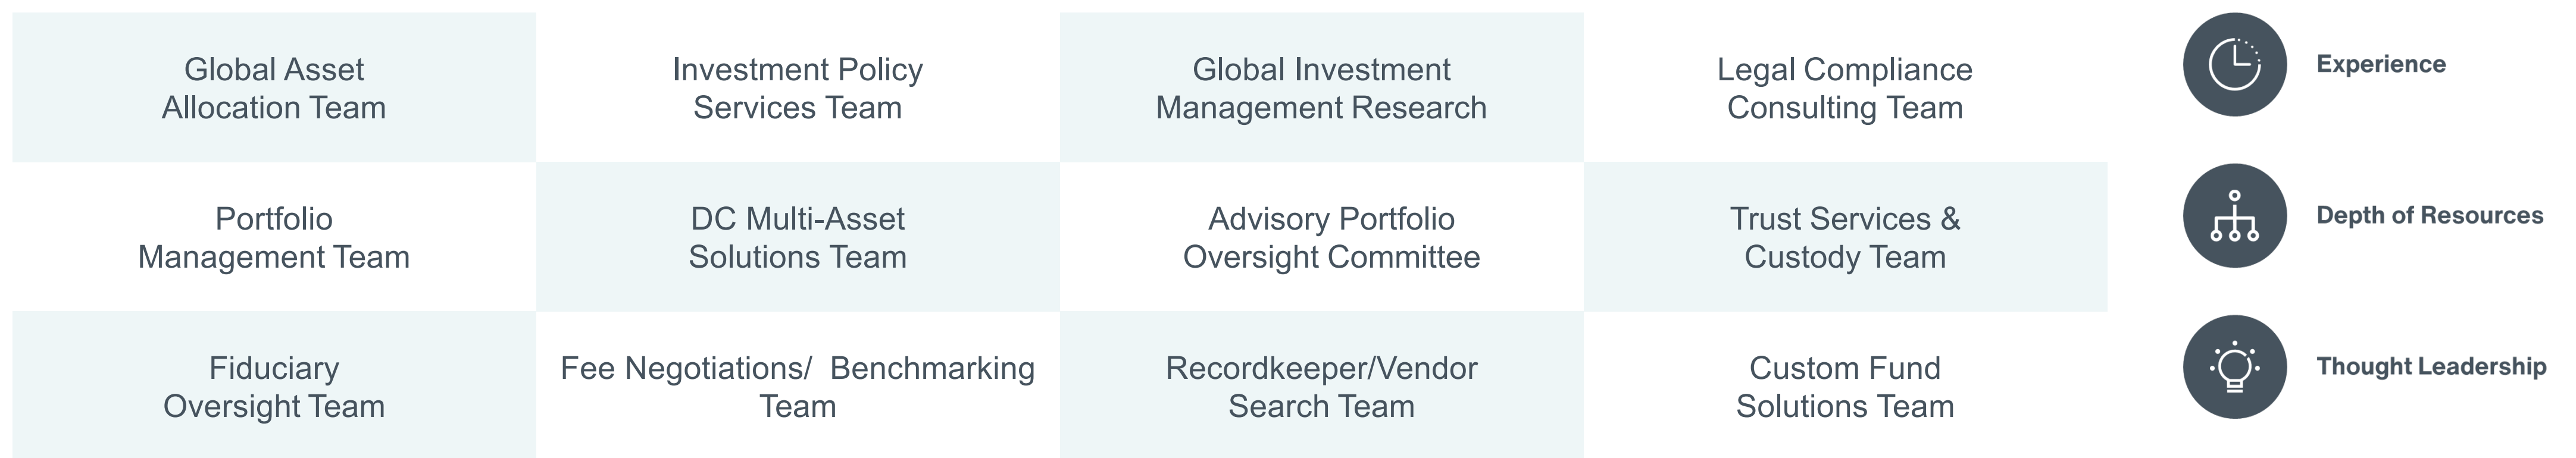 Global Asset
Allocation Team
Investment Policy
Services Team
Global Investment
Management Research
Legal Compliance
Consulting Team
Portfolio
Management Team
DC Multi-Asset
Solutions Team
Advisory Portfolio
Oversight Committee
Trust Services &
Custody Team
Fiduciary
Oversight Team
Fee Negotiations/  Benchmarking
Team
Recordkeeper/Vendor
Search Team
Custom Fund
Solutions Team
Experience
Depth of Resources
Thought Leadership